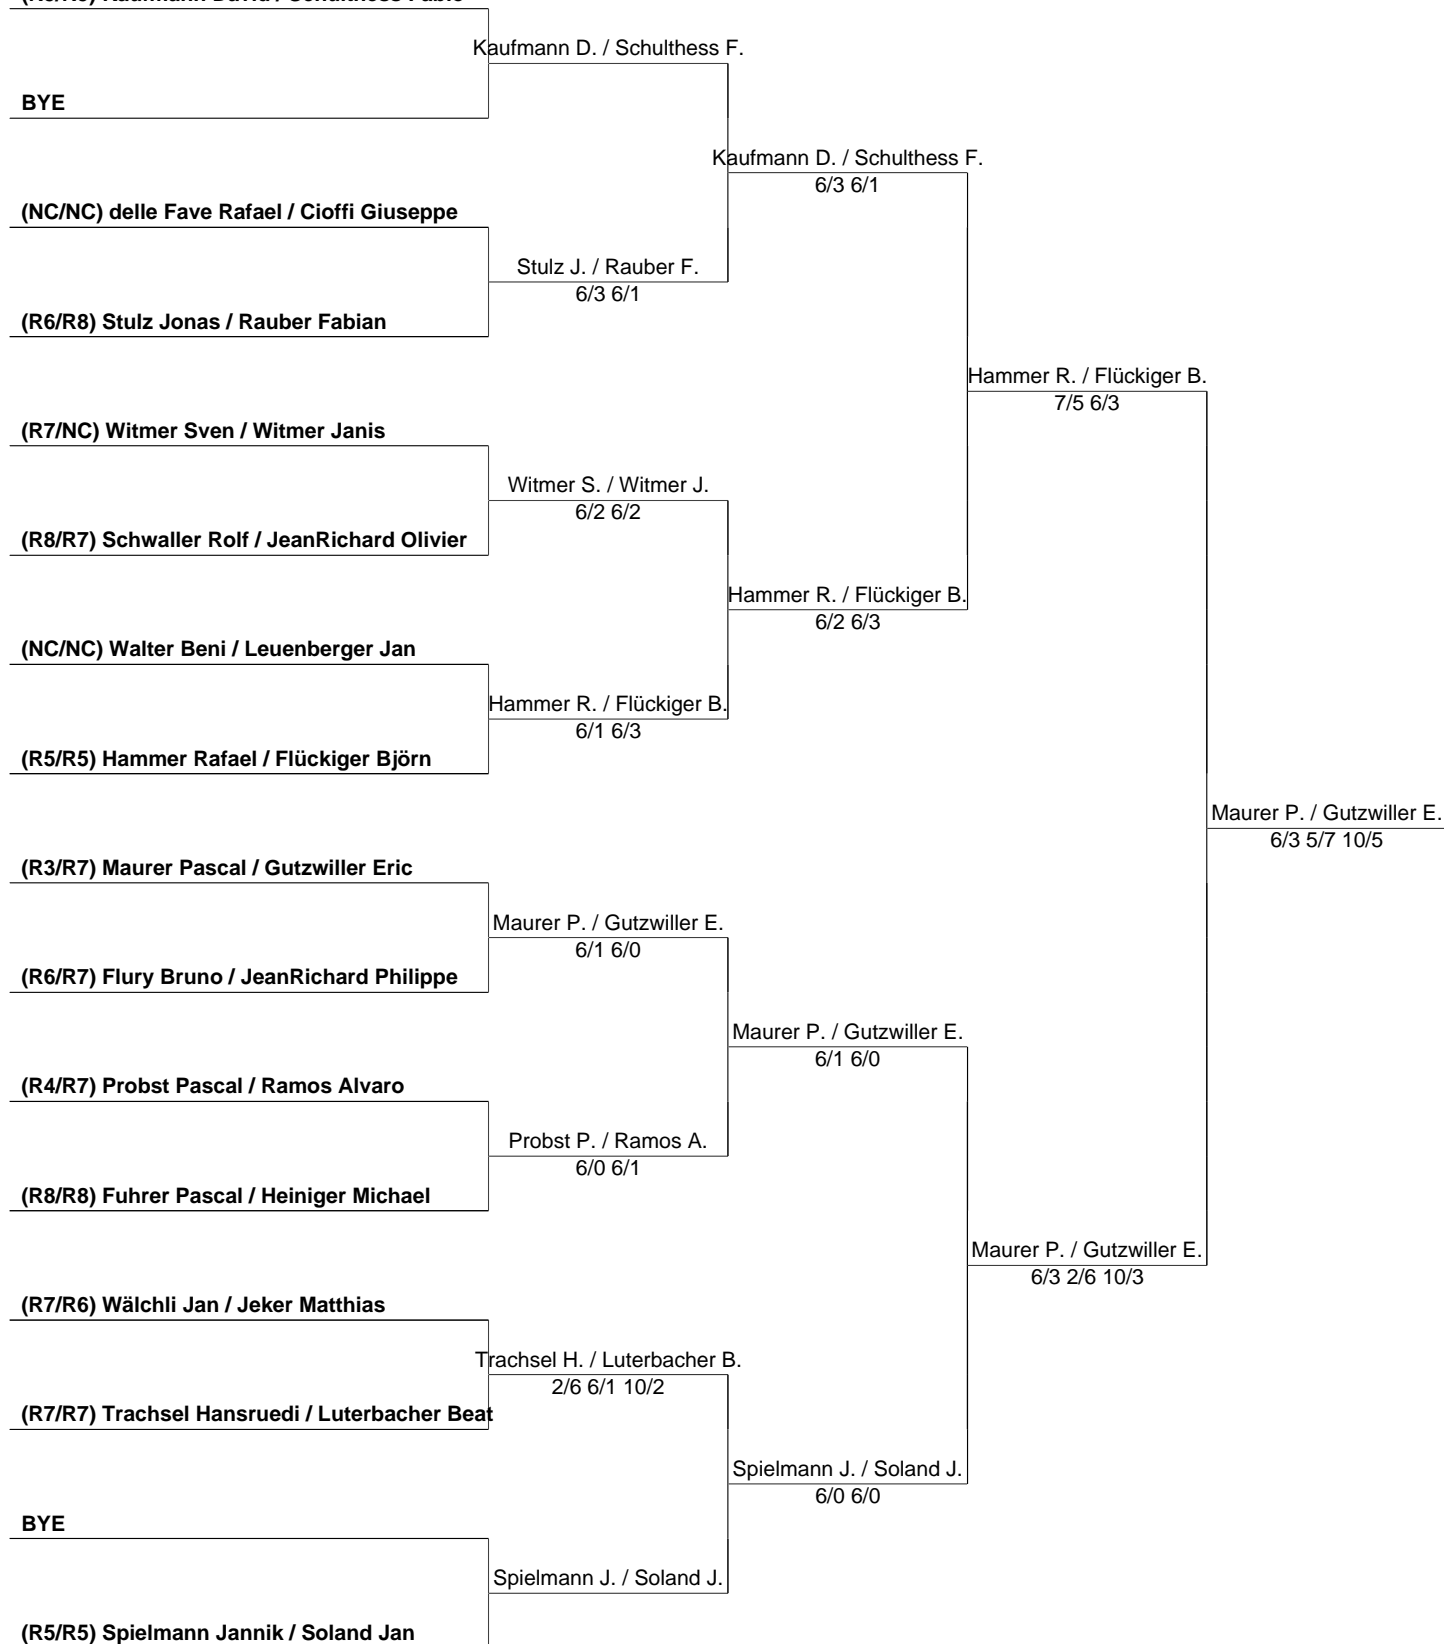 Kaufmann D. / Schulthess F.
BYE
Kaufmann D. / Schulthess F.
6/3 6/1
(NC/NC) delle Fave Rafael / Cioffi Giuseppe
Stulz J. / Rauber F.
6/3 6/1
(R6/R8) Stulz Jonas / Rauber Fabian
Hammer R. / Flückiger B.
7/5 6/3
(R7/NC) Witmer Sven / Witmer Janis
Witmer S. / Witmer J.
6/2 6/2
(R8/R7) Schwaller Rolf / JeanRichard Olivier
Hammer R. / Flückiger B.
6/2 6/3
(NC/NC) Walter Beni / Leuenberger Jan
Hammer R. / Flückiger B.
6/1 6/3
(R5/R5) Hammer Rafael / Flückiger Björn
Maurer P. / Gutzwiller E.
6/3 5/7 10/5
(R3/R7) Maurer Pascal / Gutzwiller Eric
Maurer P. / Gutzwiller E.
6/1 6/0
(R6/R7) Flury Bruno / JeanRichard Philippe
Maurer P. / Gutzwiller E.
6/1 6/0
(R4/R7) Probst Pascal / Ramos Alvaro
Probst P. / Ramos A.
6/0 6/1
(R8/R8) Fuhrer Pascal / Heiniger Michael
Maurer P. / Gutzwiller E.
6/3 2/6 10/3
(R7/R6) Wälchli Jan / Jeker Matthias
Trachsel H. / Luterbacher B.
2/6 6/1 10/2
(R7/R7) Trachsel Hansruedi / Luterbacher Beat
Spielmann J. / Soland J.
6/0 6/0
BYE
Spielmann J. / Soland J.
(R5/R5) Spielmann Jannik / Soland Jan